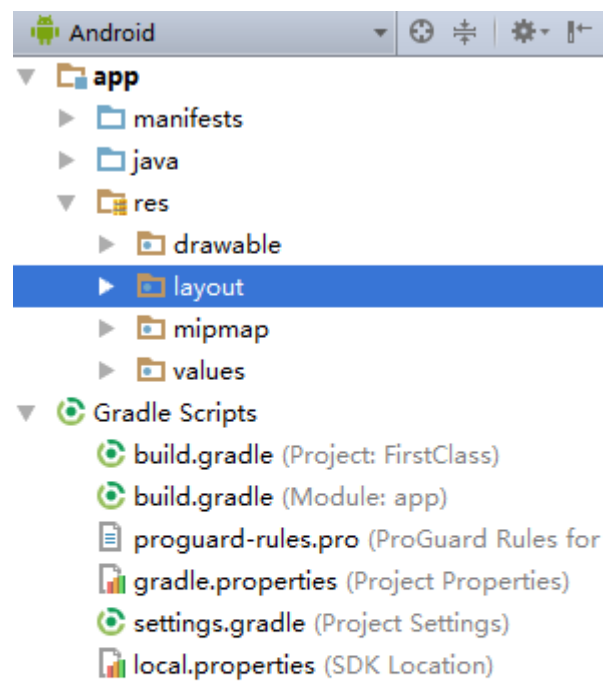 Android
app
manifests
java
res
drawable
layout
mipmap
values
Gradle Scripts
build.gradle (Project: FirstClass)
build.gradle (Module: app)
proguard-rules.pro (ProGuard Rules for
gradle.properties (Project Properties)
settings.gradle (Project Settings)
local.properties (SDK Location)